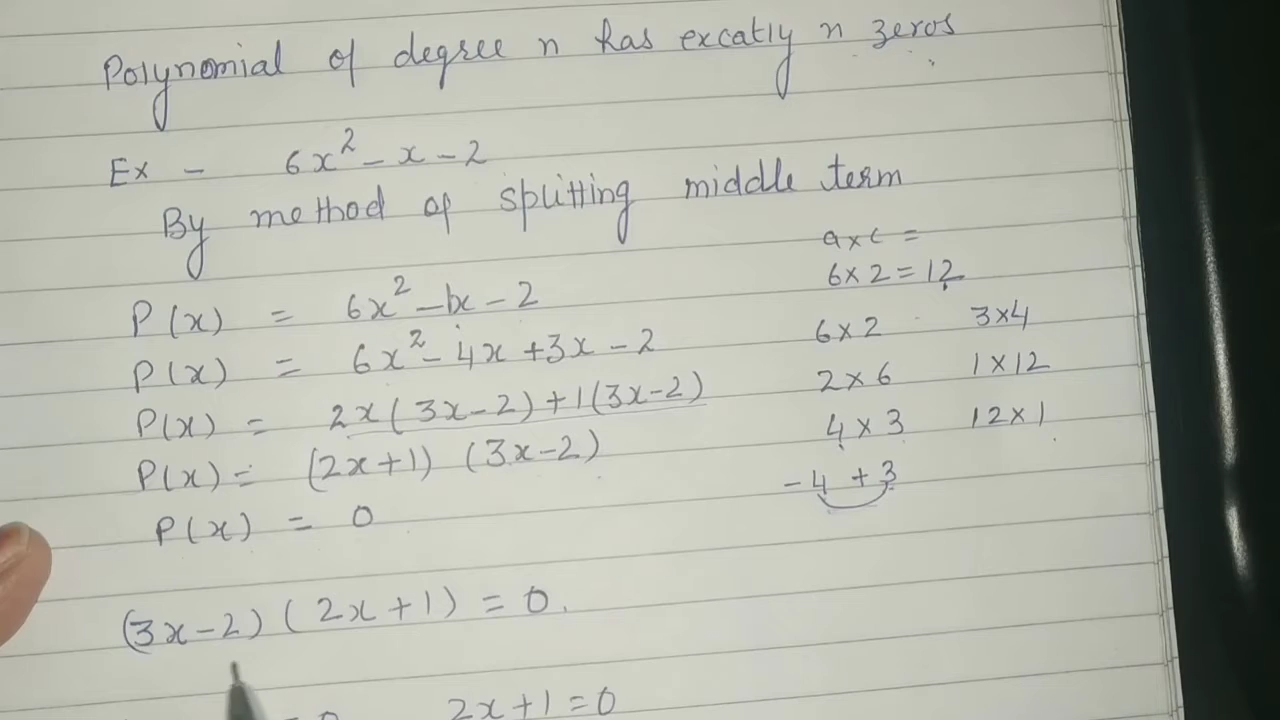 Polynomial of degree n has excatly n zeros
Ex - 6x² - x - 2
By method of splitting middle term
a×c =
6×2=12
P(x) = 6x² - 1x - 2
6×2 3×4
P(x) = 6x² - 4x + 3x - 2
2×6 1×12
P(x) = 2x(3x-2)+1(3x-2)
4×3 12×1
P(x) = (2x+1) (3x-2)
-4 +3
P(x) = 0
(3x-2) (2x+1) = 0.
2x+1=0